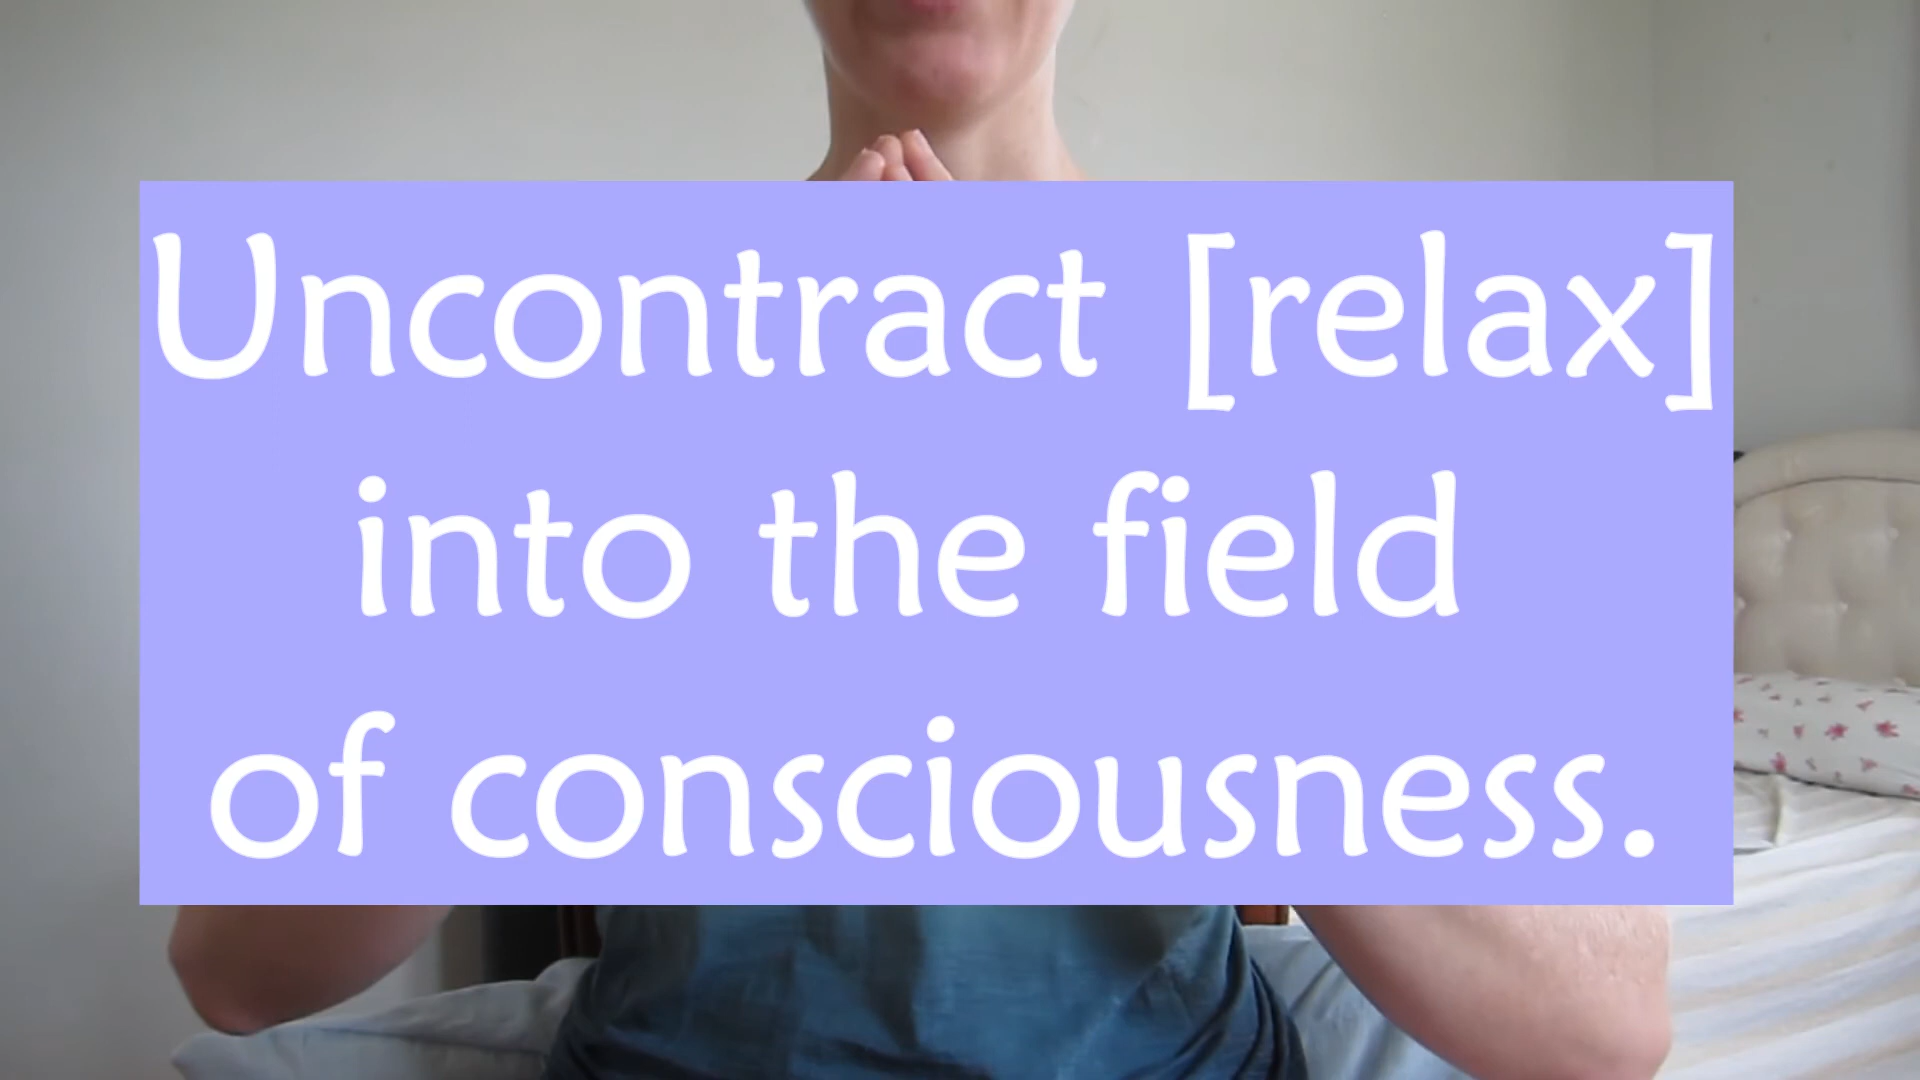 Uncontract [relax]
into the field
of consciousness.